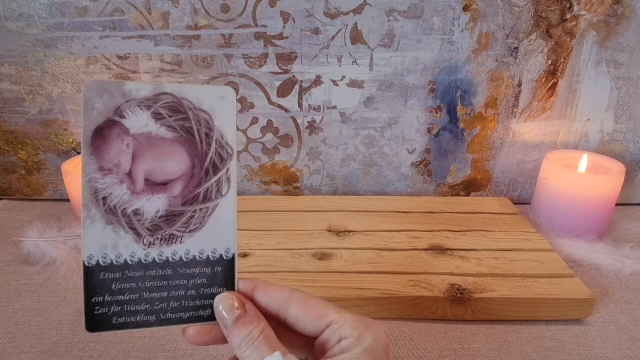 Geburt
Etwas Neues entsteht, Neuanfang, in
kleinen Schritten voran gehen,
ein besonderer Moment steht an, Frühling,
Zeit für Wunder, Zeit für Wachstum,
Entwicklung, Schwangerschaft